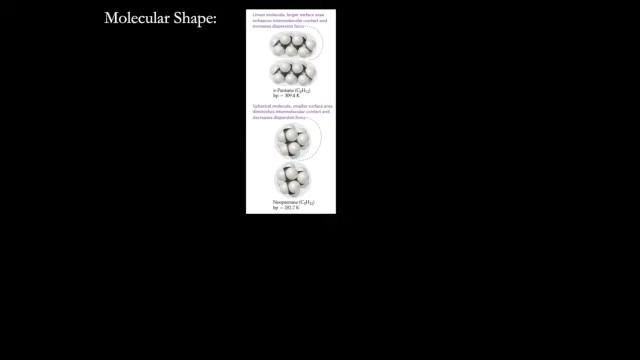 Molecular Shape:
Linear molecule, larger surface area
enhances intermolecular contact and
increases dispersion force
n-Pentane (C₅H₁₂)
bp = 309.4 K
Spherical molecule, smaller surface area
diminishes intermolecular contact and
decreases dispersion force
Neopentane (C₅H₁₂)
bp = 282.7 K